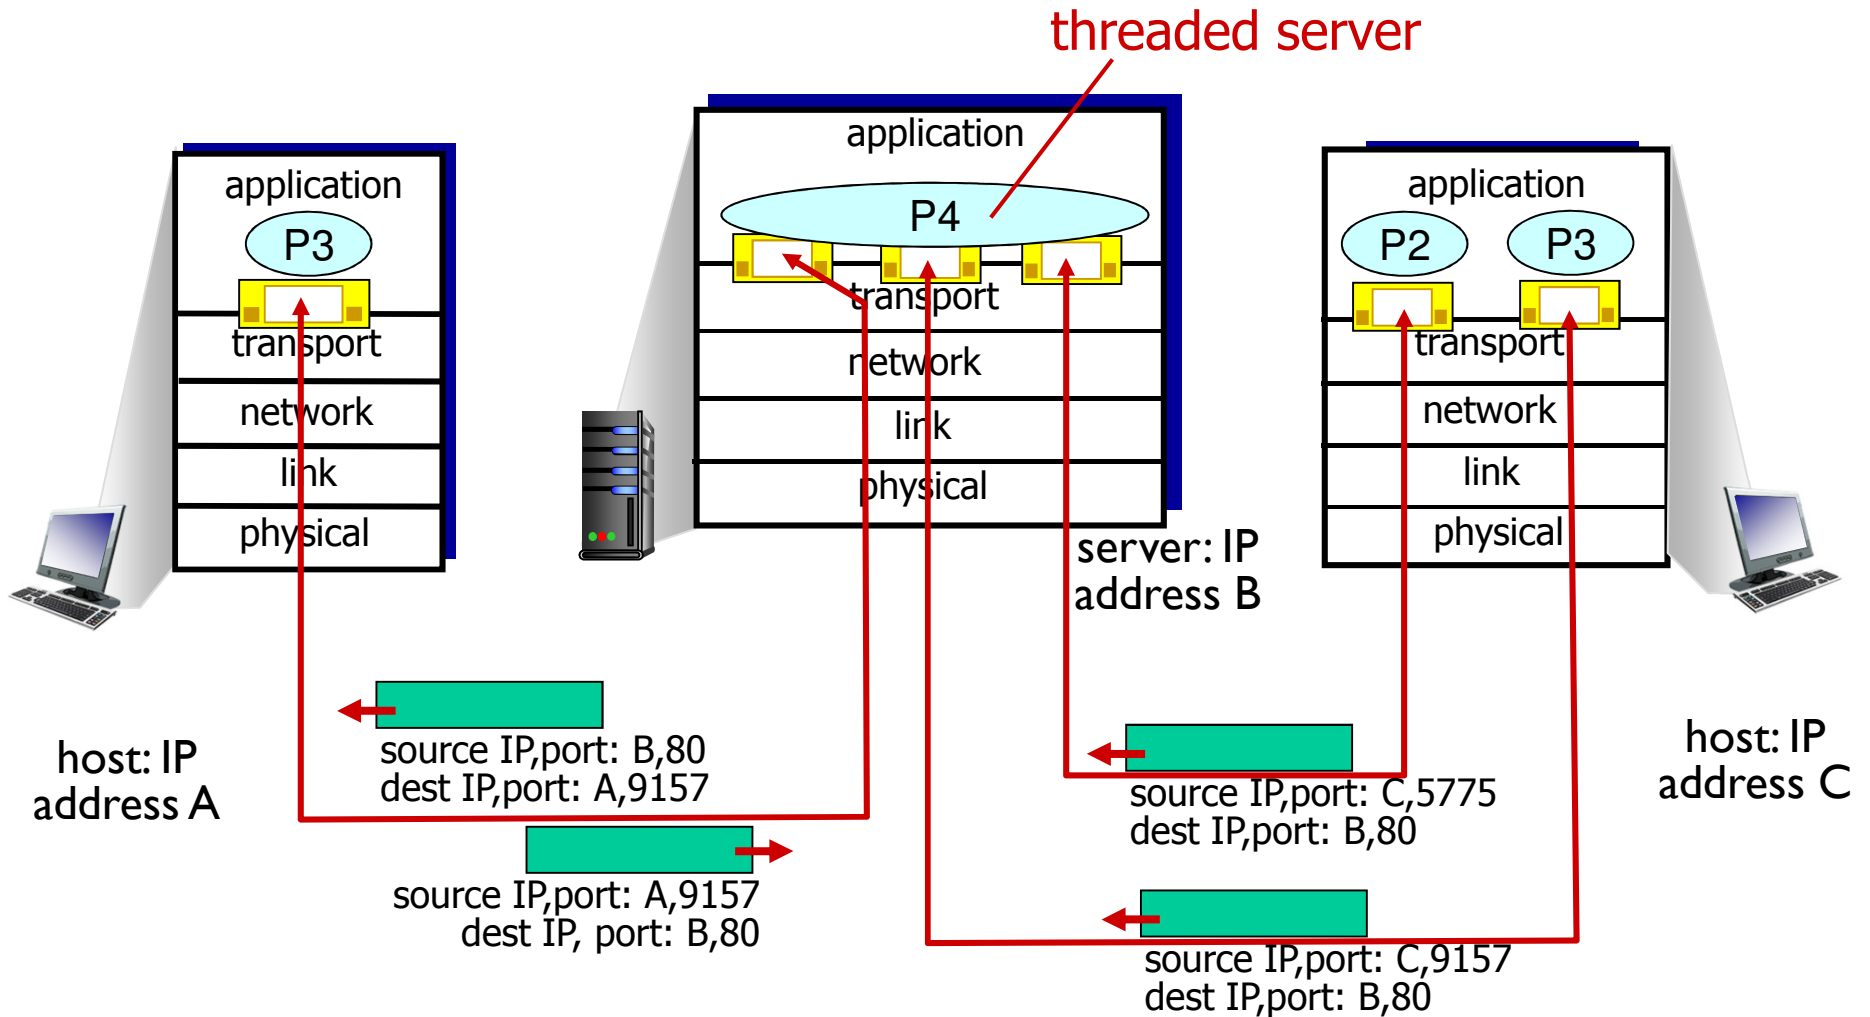 threaded server
application
P3
transport
network
link
physical
host: IP
address A
application
P4
transport
network
link
physical
server: IP
address B
application
P2
P3
transport
network
link
physical
host: IP
address C
source IP,port: B,80
dest IP,port: A,9157
source IP,port: A,9157
dest IP, port: B,80
source IP,port: C,5775
dest IP,port: B,80
source IP,port: C,9157
dest IP,port: B,80